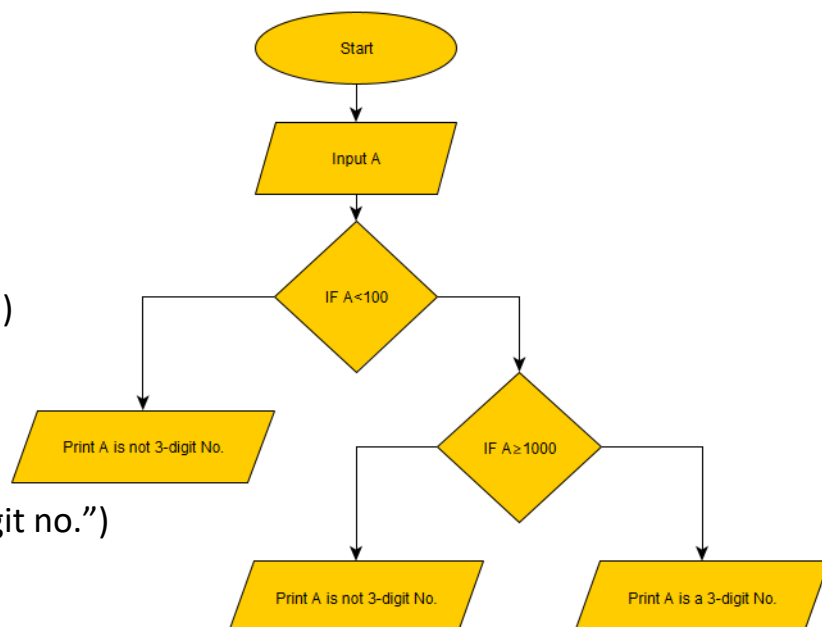 Start
Input A
IF A<100
)
Print A is not 3-digit No.
IF A≥1000
git no.”)
Print A is not 3-digit No.
Print A is a 3-digit No.